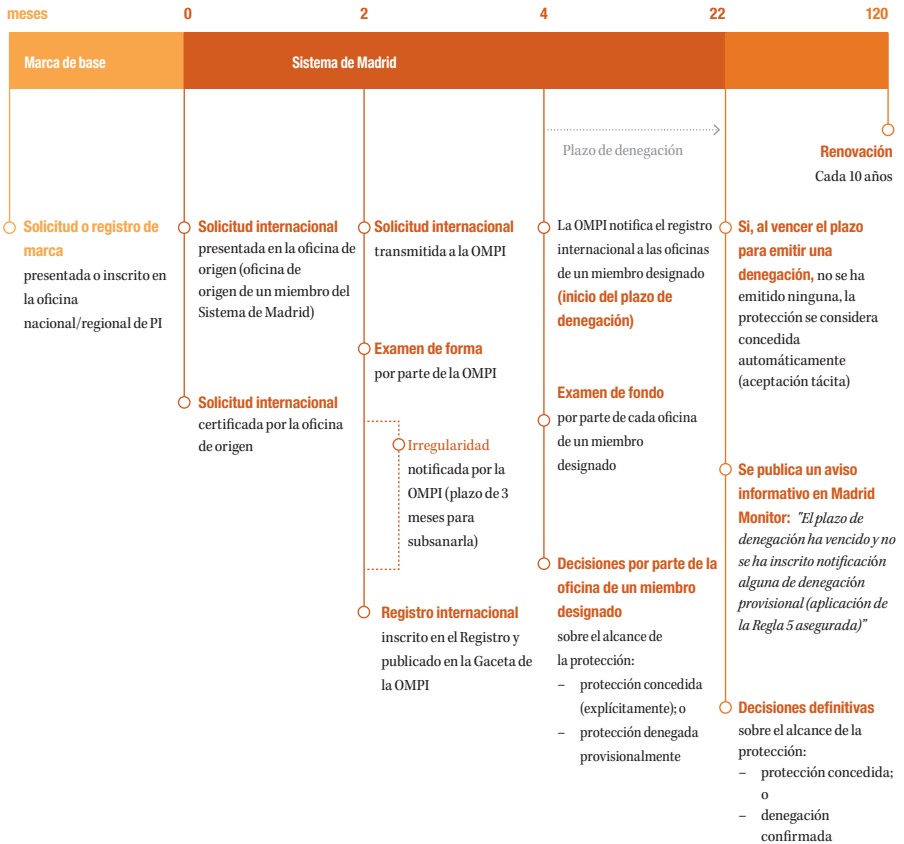 meses 0 2 4 22 120
Marca de base
Sistema de Madrid
Plazo de denegación
Renovación
Cada 10 años
Solicitud o registro de
marca
presentada o inscrito en
la oficina
nacional/regional de PI
Solicitud internacional
presentada en la oficina de
origen (oficina de
origen de un miembro del
Sistema de Madrid)
Solicitud internacional
certificada por la oficina
de origen
Solicitud internacional
transmitida a la OMPI
Examen de forma
por parte de la OMPI
Irregularidad
notificada por la
OMPI (plazo de 3
meses para
subsanarla)
Registro internacional
inscrito en el Registro y
publicado en la Gaceta de
la OMPI
La OMPI notifica el registro
internacional a las oficinas
de un miembro designado
(inicio del plazo de
denegación)
Examen de fondo
por parte de cada oficina
de un miembro
designado
Decisiones por parte de la
oficina de un miembro
designado
sobre el alcance de
la protección:
– protección concedida
(explícitamente); o
– protección denegada
provisionalmente
Si, al vencer el plazo
para emitir una
denegación, no se ha
emitido ninguna, la
protección se considera
concedida
automáticamente
(aceptación tácita)
Se publica un aviso
informativo en Madrid
Monitor: "El plazo de
denegación ha vencido y no
se ha inscrito notificación
alguna de denegación
provisional (aplicación de
la Regla 5 asegurada)”
Decisiones definitivas
sobre el alcance de la
protección:
– protección concedida;
o
– denegación
confirmada